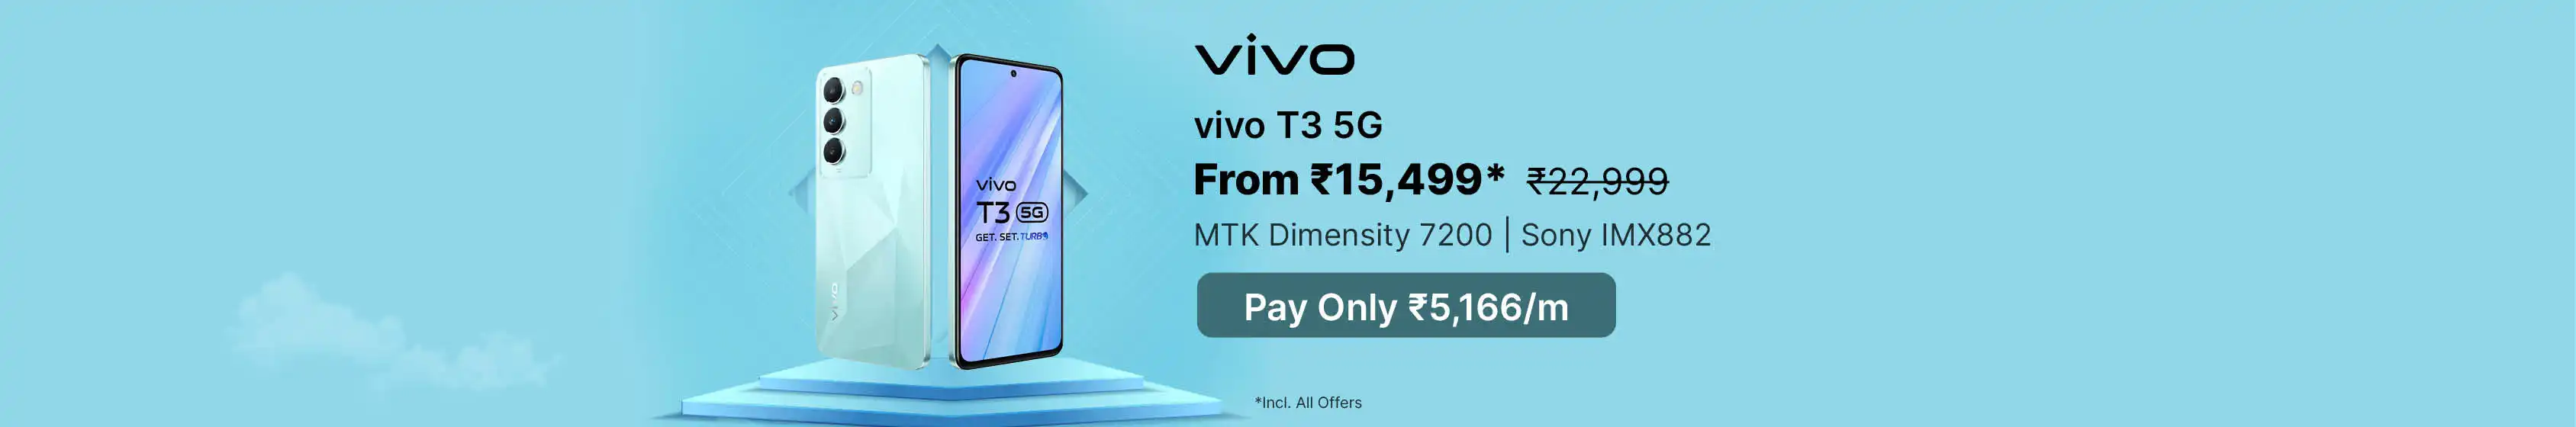 vivo
vivo
T3 5G
GET. SET. TURBO
vivo
vivo T3 5G
From ₹15,499* ₹22,999
MTK Dimensity 7200 | Sony IMX882
Pay Only ₹5,166/m
*Incl. All Offers